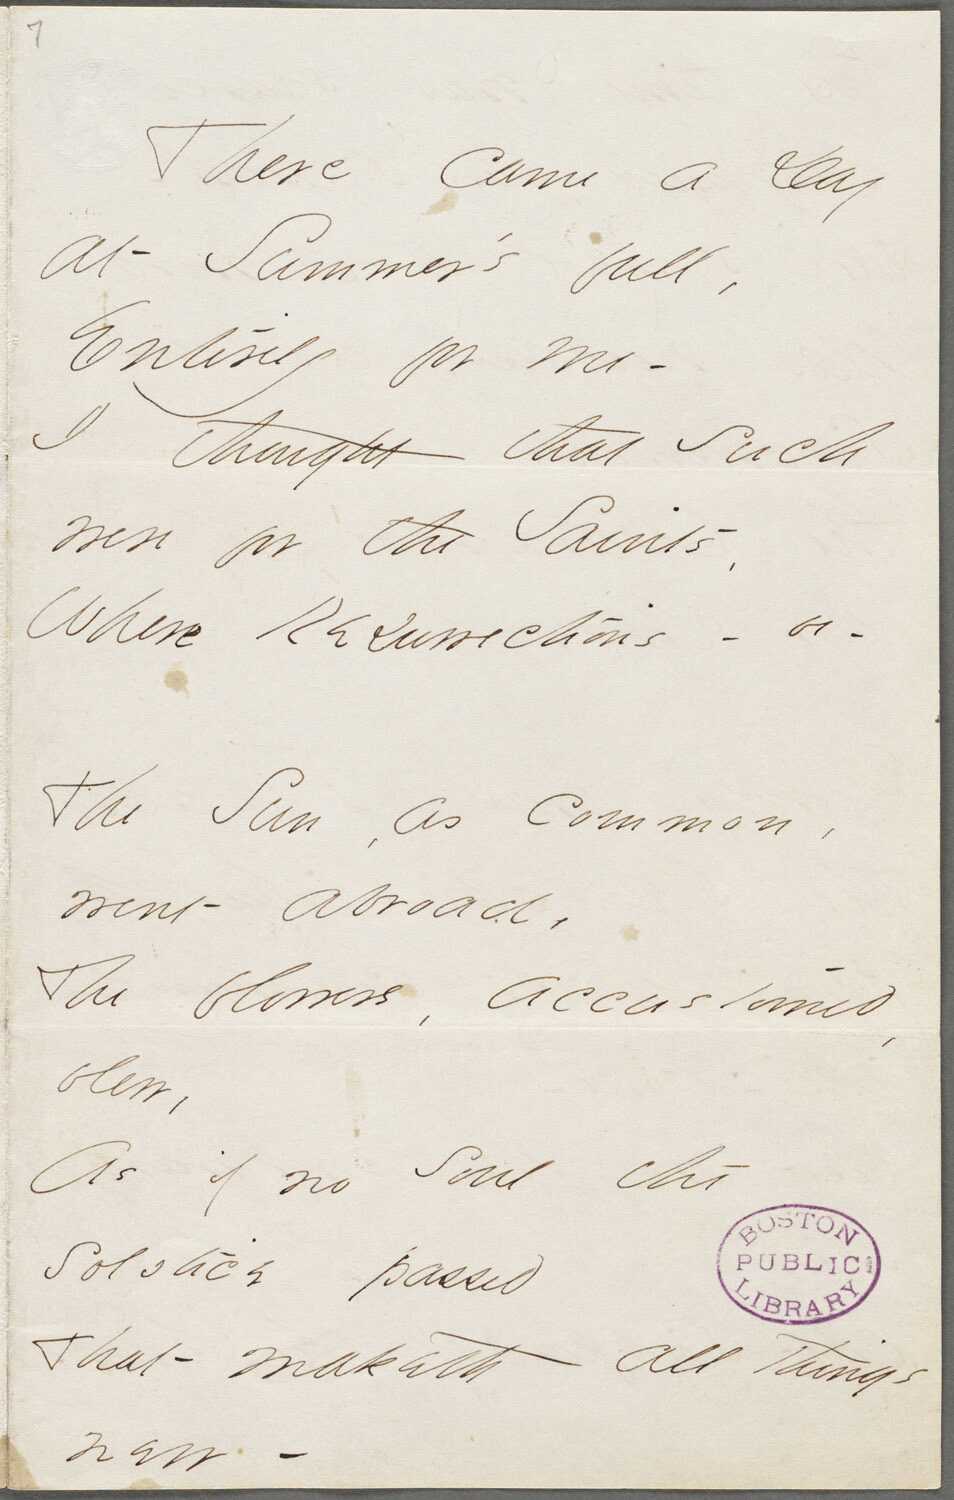 7
There came a Day
at Summer's full,
Entirely for me -
I thought that such
were for the Saints,
Where Resurrections - be -
The Sun, as common,
went abroad,
The flowers, accustomed,
blew,
As if no Soul the
Solstice passed
That maketh all things
new -
BOSTON
PUBLIC
LIBRARY